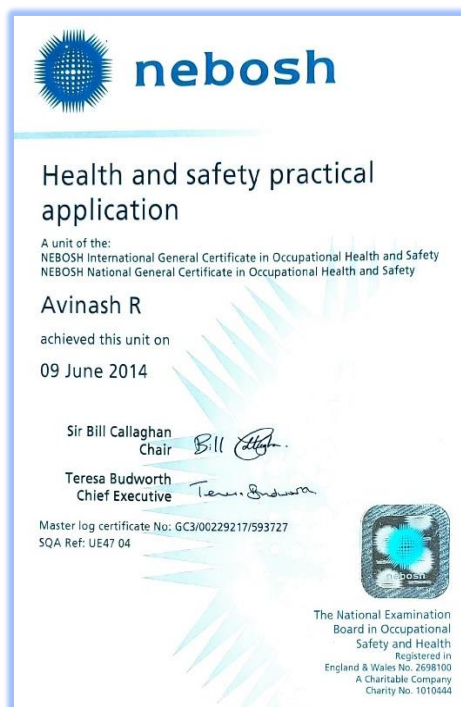 nebosh
Health and safety practical
application
A unit of the:
NEBOSH International General Certificate in Occupational Health and Safety
NEBOSH National General Certificate in Occupational Health and Safety
Avinash R
achieved this unit on
09 June 2014
Sir Bill Callaghan
Chair
Teresa Budworth
Chief Executive
Master log certificate No: GC3/00229217/593727
SQA Ref: UE47 04
nebosh
The National Examination
Board in Occupational
Safety and Health
Registered in
England & Wales No. 2698100
A Charitable Company
Charity No. 1010444